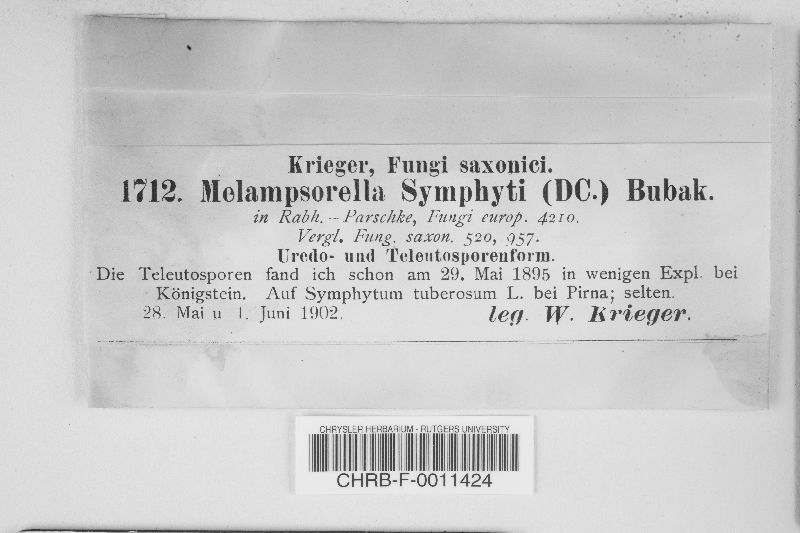 Krieger, Fungi saxonici.
1712. Melampsorella Symphyti (DC.) Bubak.
in Rabh. – Parschke, Fungi europ. 4210.
Vergl. Fung. saxon. 520, 957.
Uredo- und Teleutosporenform.
Die Teleutosporen fand ich schon am 29. Mai 1895 in wenigen Expl. bei
Königstein. Auf Symphytum tuberosum L. bei Pirna; selten.
28. Mai u 1. Juni 1902. leg. W. Krieger.
CHRYSLER HERBARIUM - RUTGERS UNIVERSITY
CHRB-F-0011424